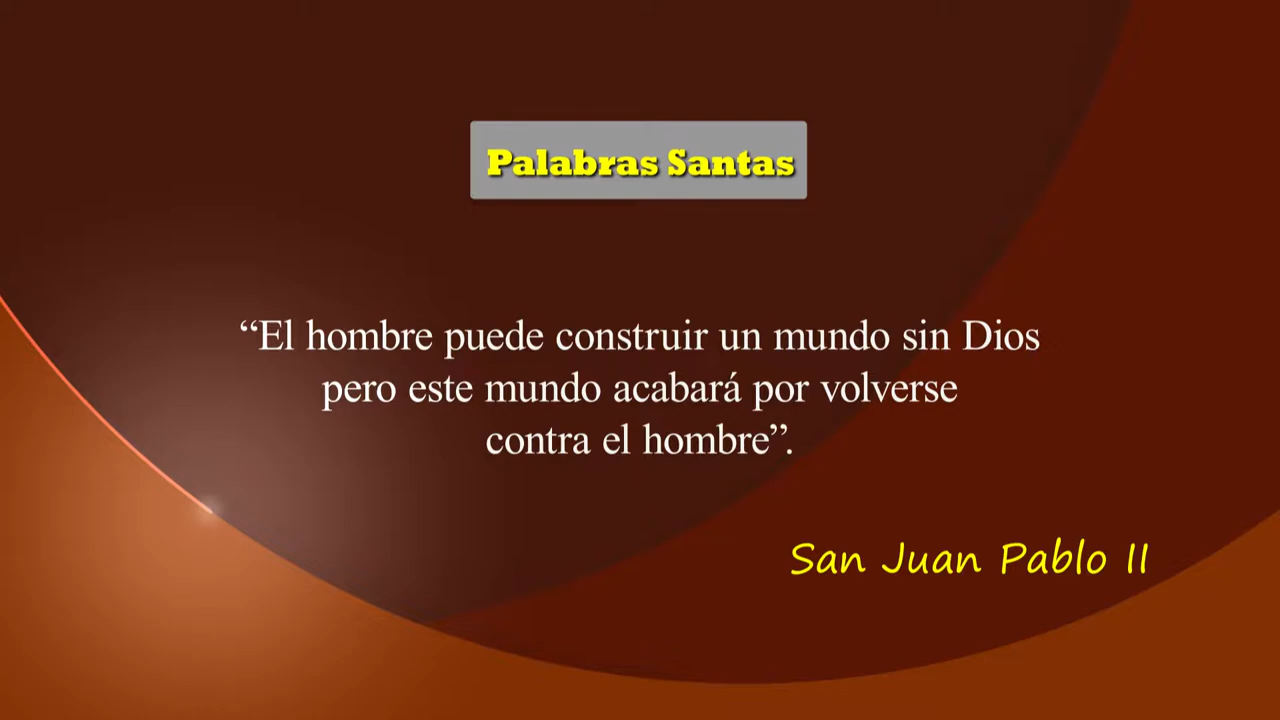 Palabras Santas
“El hombre puede construir un mundo sin Dios
pero este mundo acabará por volverse
contra el hombre”.
San Juan Pablo II